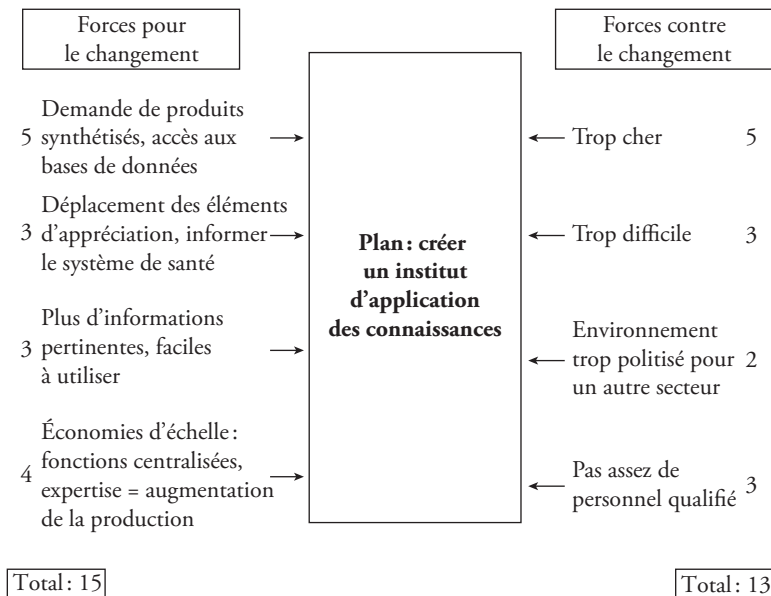 Forces pour
le changement
Forces contre
le changement
Demande de produits
5 synthétisés, accès aux
bases de données
Déplacement des éléments
3 d’appréciation, informer
le système de santé
Plus d’informations
3 pertinentes, faciles
à utiliser
Économies d’échelle :
fonctions centralisées,
4 expertise = augmentation
de la production
Plan : créer
un institut
d’application
des connaissances
Trop cher 5
Trop difficile 3
Environnement
trop politisé pour 2
un autre secteur
Pas assez de
personnel qualifié 3
Total : 15
Total : 13